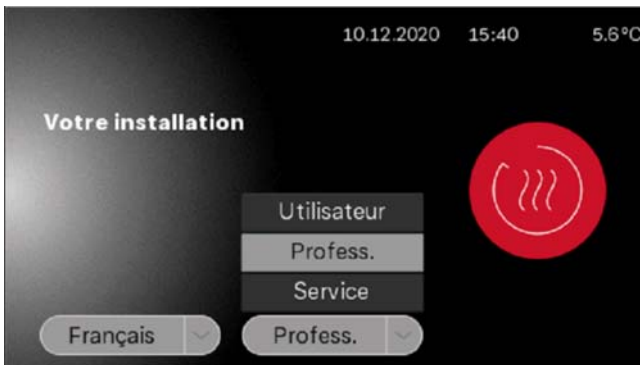 10.12.2020 15:40 5.6°C
Votre installation
Utilisateur
Profess.
Service
Français Profess.